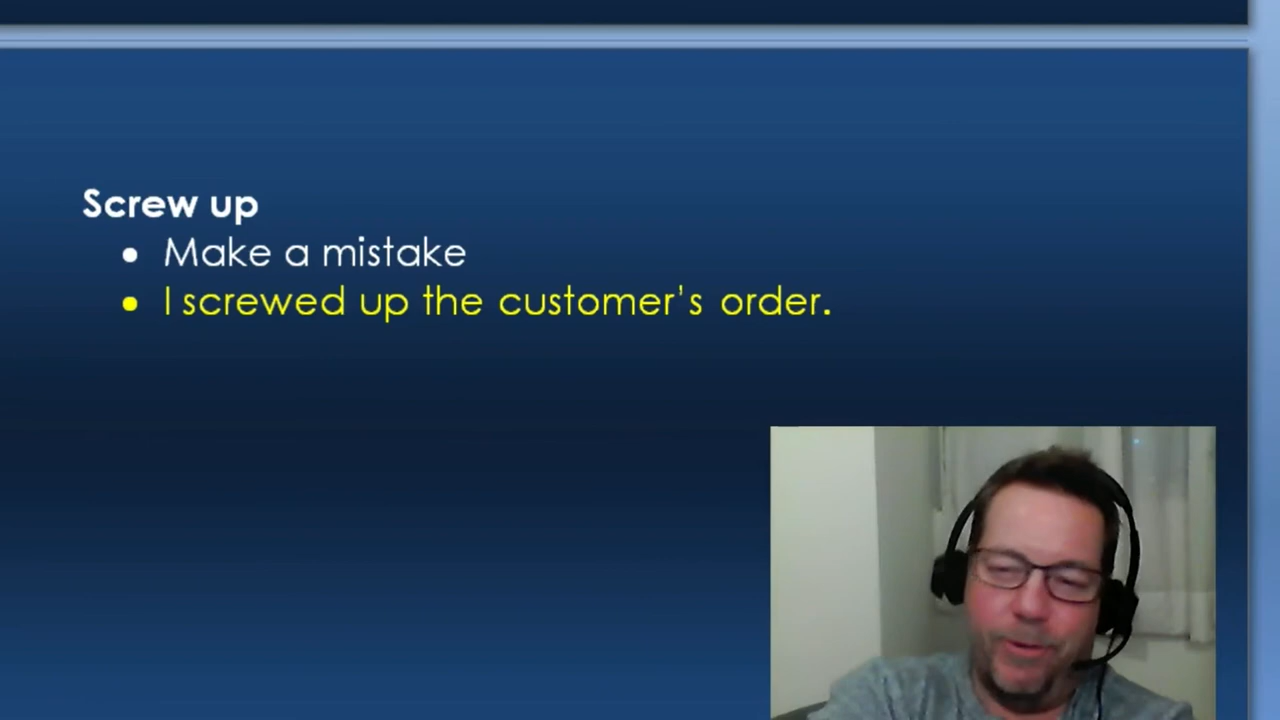 Screw up
• Make a mistake
• I screwed up the customer's order.